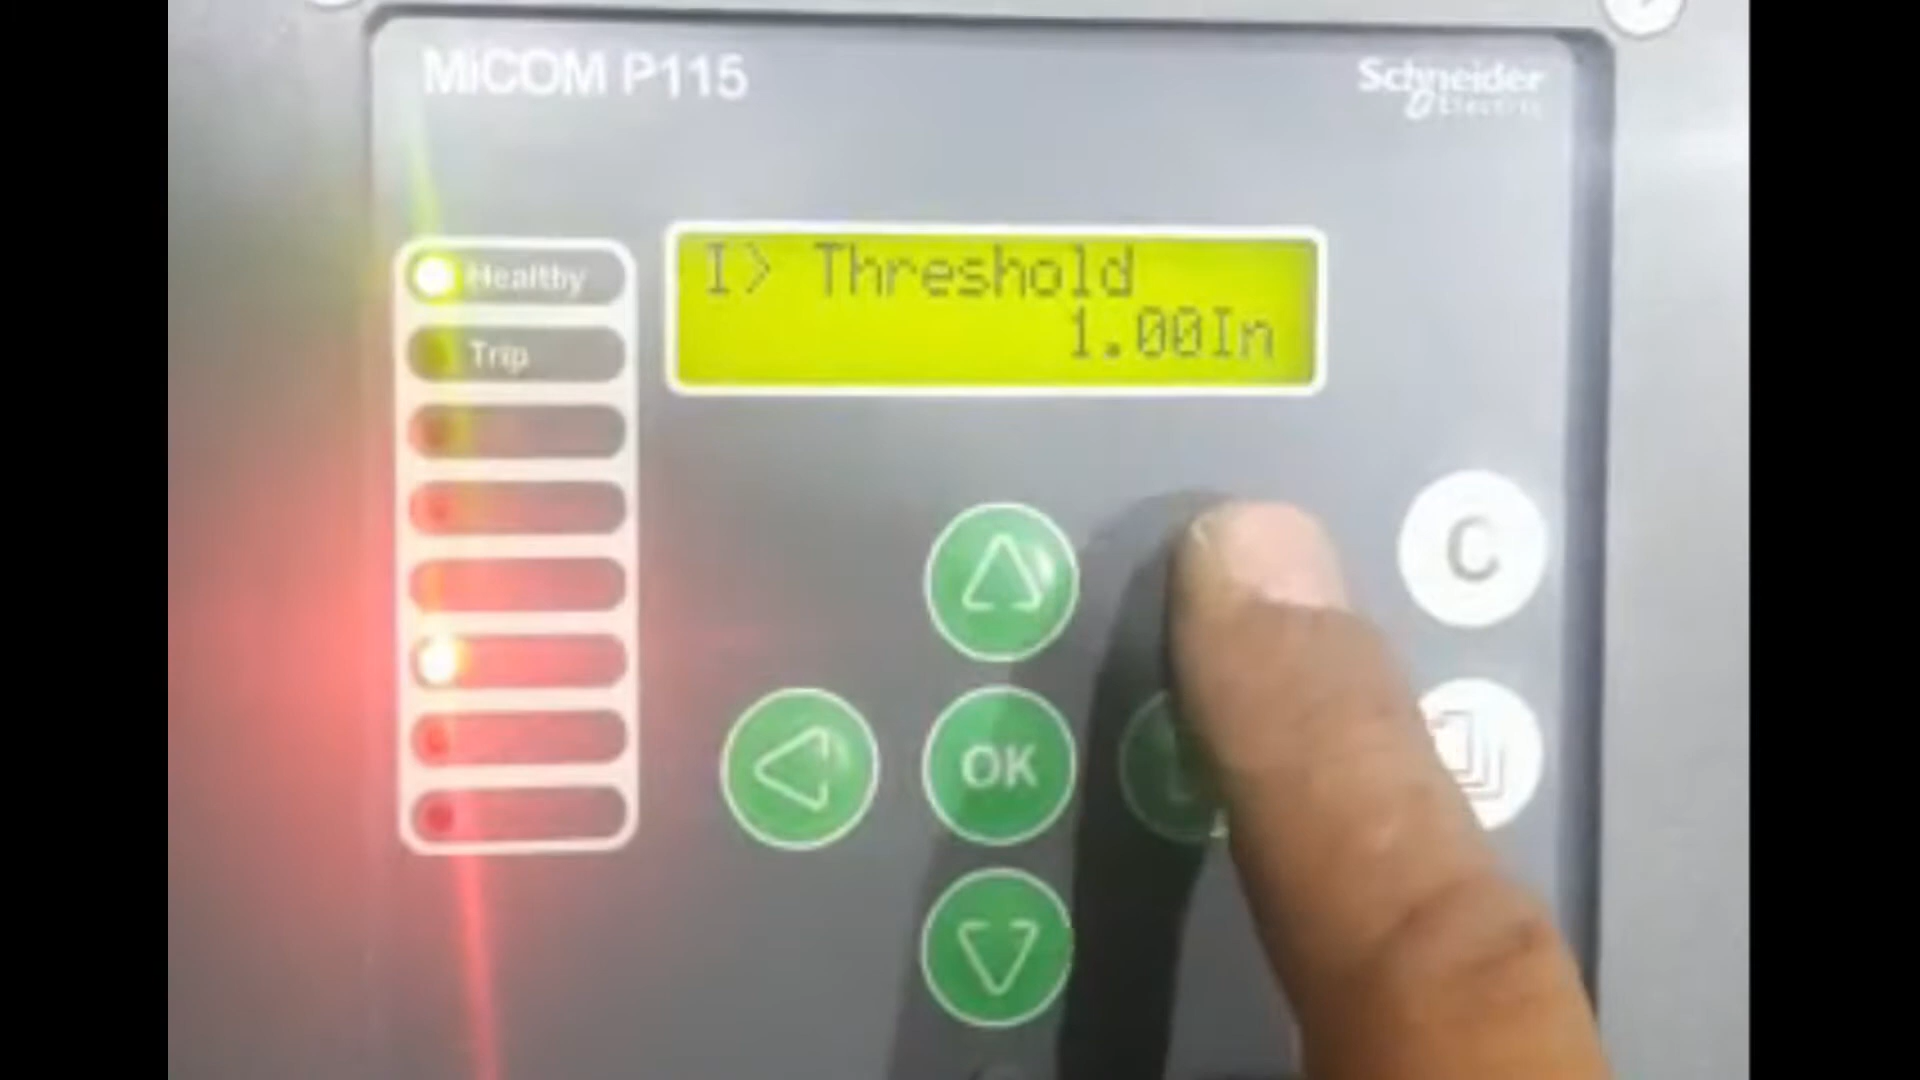 MiCOM P115
Schneider
Electric
Healthy
Trip
I> Threshold
1.00In
C
OK